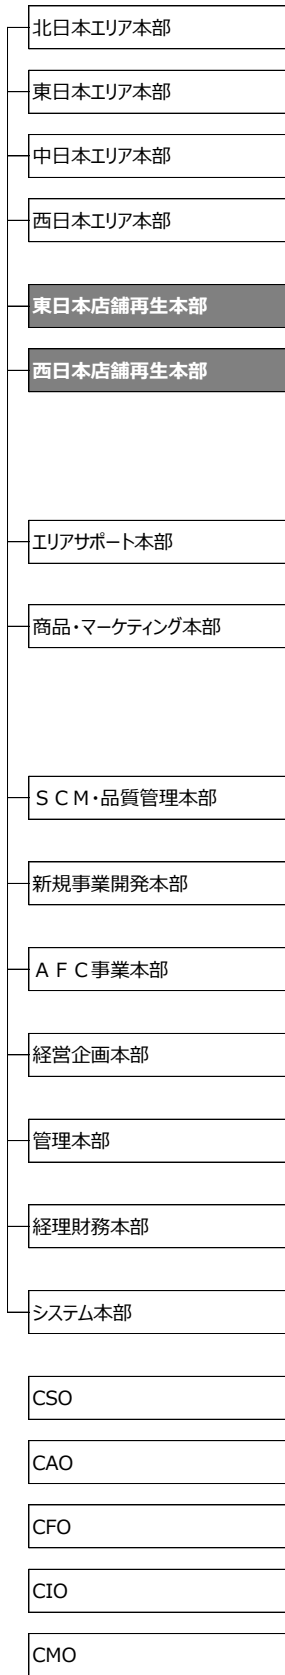 北日本エリア本部
東日本エリア本部
中日本エリア本部
西日本エリア本部
東日本店舗再生本部
西日本店舗再生本部
エリアサポート本部
商品・マーケティング本部
ＳＣＭ・品質管理本部
新規事業開発本部
ＡＦＣ事業本部
経営企画本部
管理本部
経理財務本部
システム本部
CSO
CAO
CFO
CIO
CMO